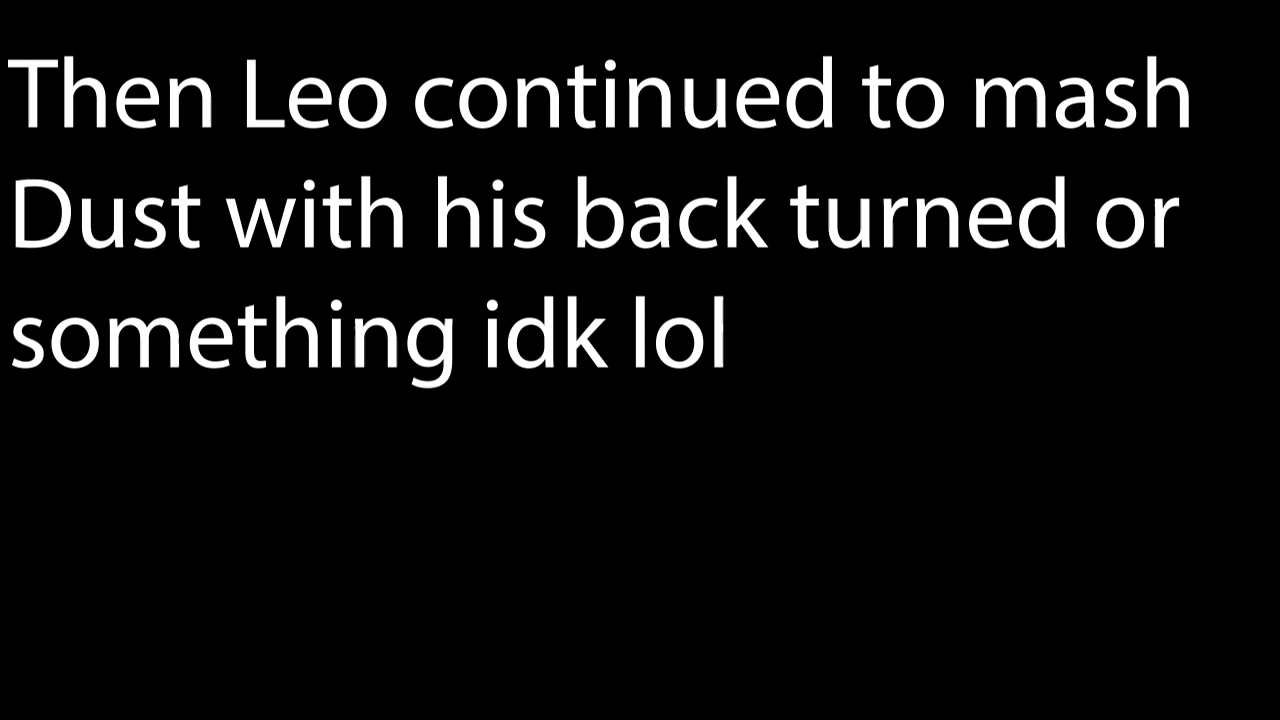 Then Leo continued to mash
Dust with his back turned or
something idk lol